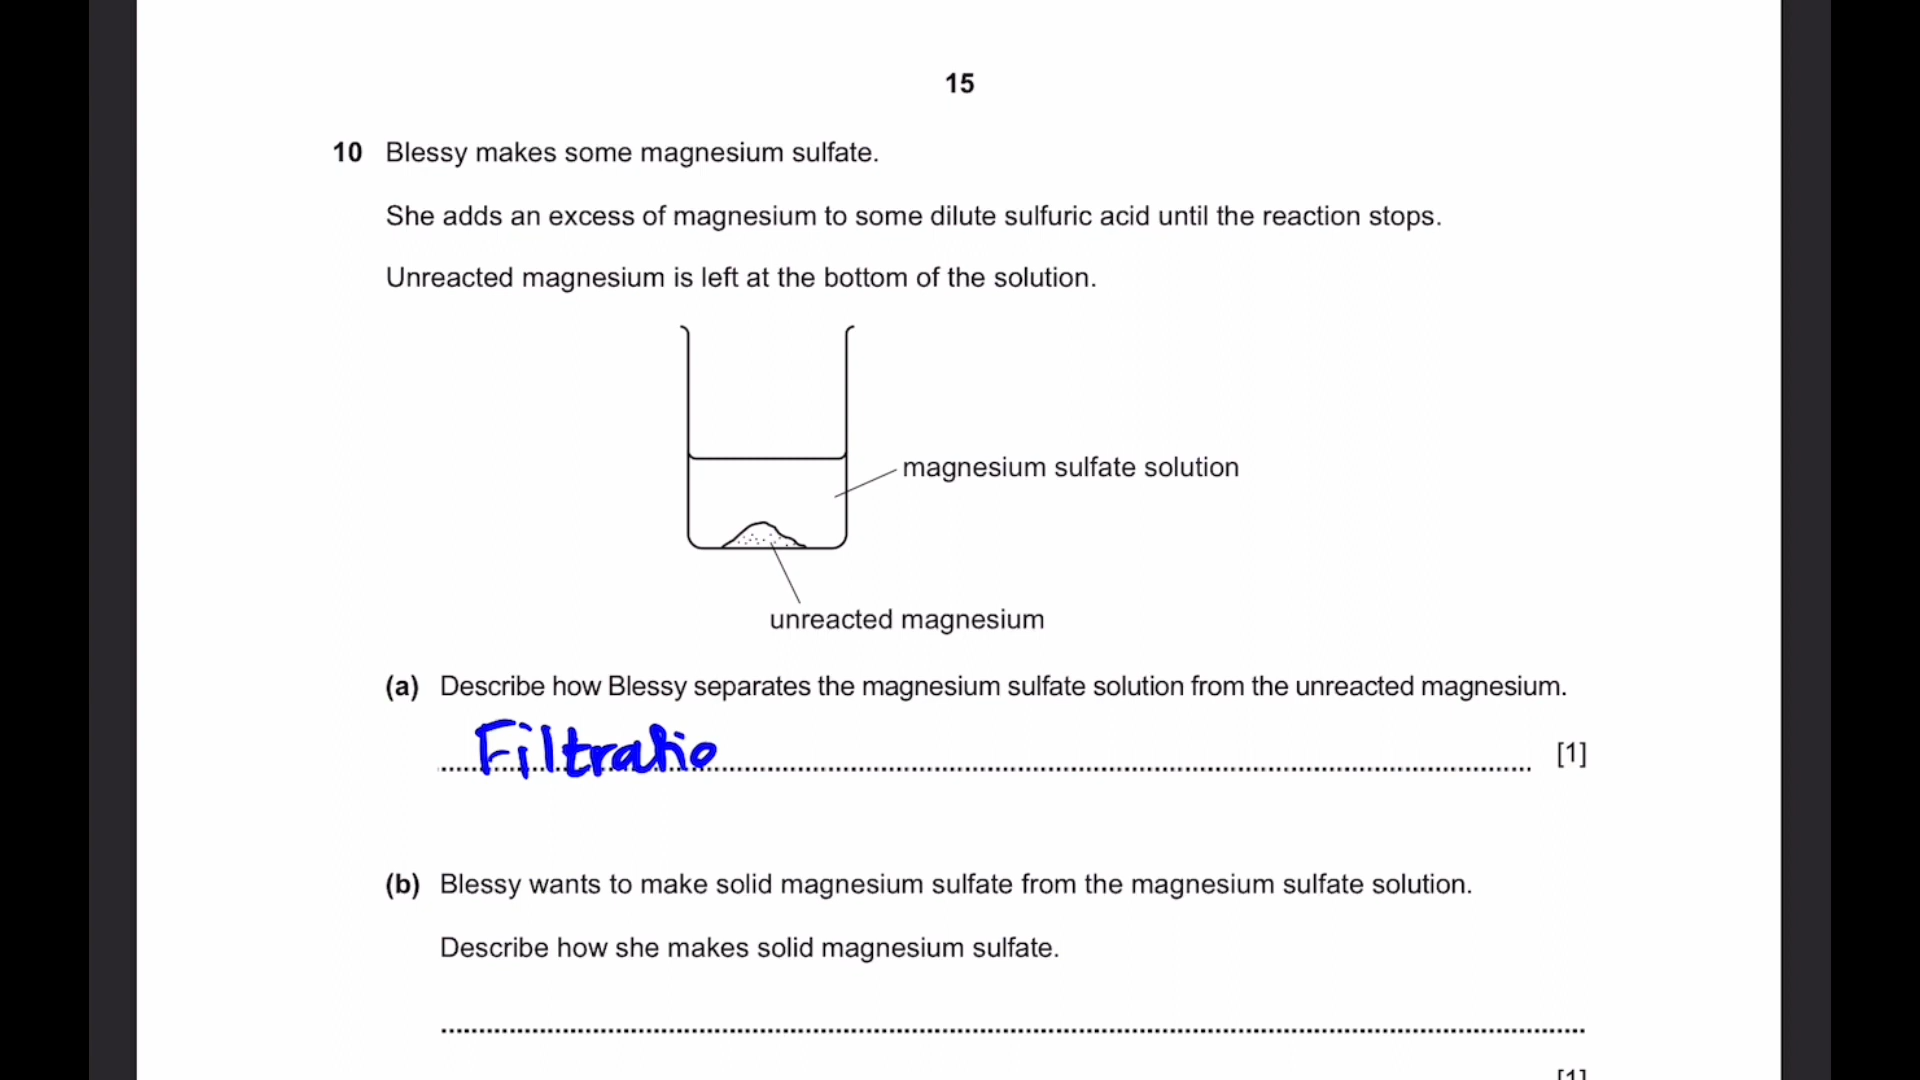 15
10 Blessy makes some magnesium sulfate.
She adds an excess of magnesium to some dilute sulfuric acid until the reaction stops.
Unreacted magnesium is left at the bottom of the solution.
magnesium sulfate solution
unreacted magnesium
(a) Describe how Blessy separates the magnesium sulfate solution from the unreacted magnesium.
Filtratio
[1]
(b) Blessy wants to make solid magnesium sulfate from the magnesium sulfate solution.
Describe how she makes solid magnesium sulfate.
[1]